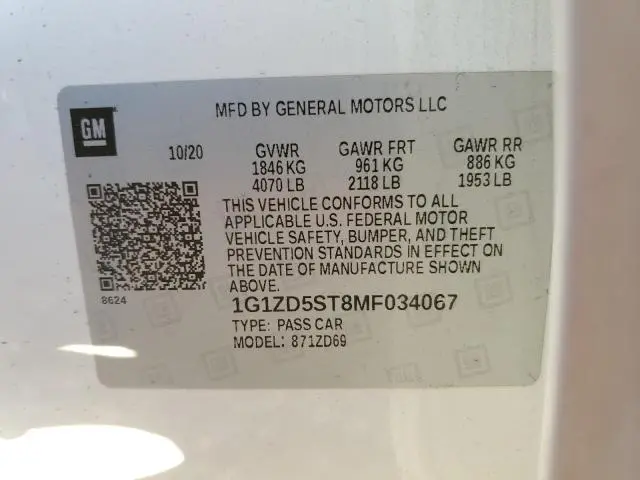 MFD BY GENERAL MOTORS LLC
GM
10/20 GVWR GAWR FRT GAWR RR
1846 KG 961 KG 886 KG
4070 LB 2118 LB 1953 LB
THIS VEHICLE CONFORMS TO ALL
APPLICABLE U.S. FEDERAL MOTOR
VEHICLE SAFETY, BUMPER, AND THEFT
PREVENTION STANDARDS IN EFFECT ON
THE DATE OF MANUFACTURE SHOWN
ABOVE.
8624
1G1ZD5ST8MF034067
TYPE: PASS CAR
MODEL: 871ZD69